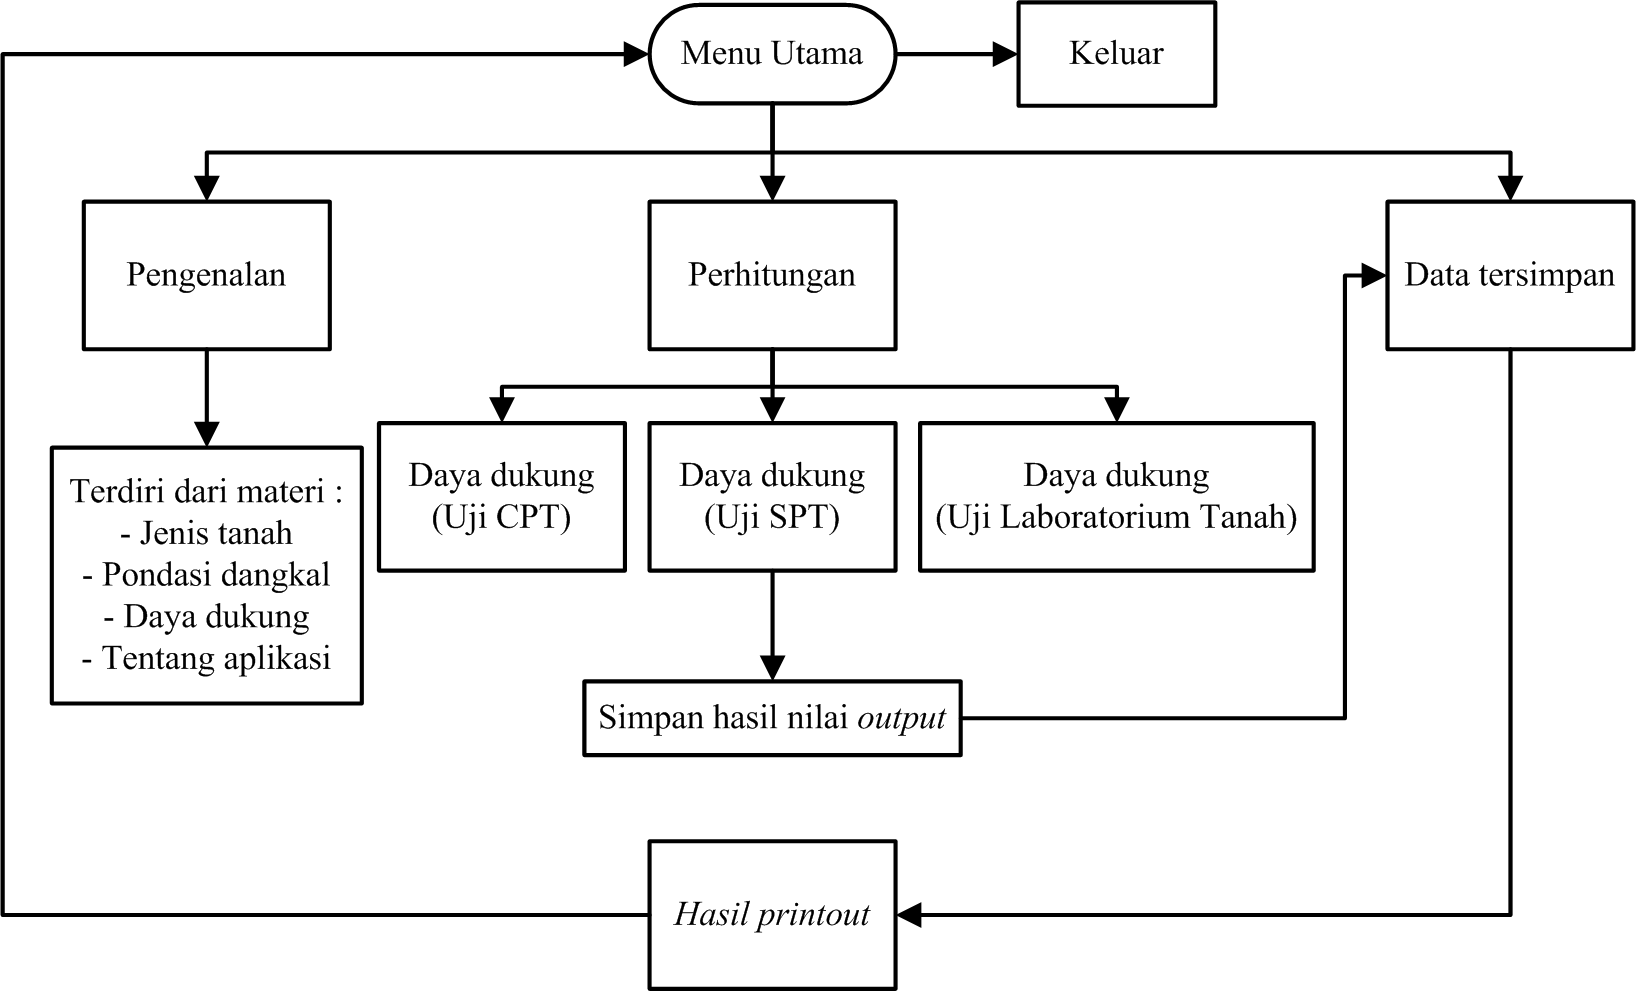 Menu Utama
Keluar
Pengenalan
Perhitungan
Data tersimpan
Terdiri dari materi :
- Jenis tanah
- Pondasi dangkal
- Daya dukung
- Tentang aplikasi
Daya dukung
(Uji CPT)
Daya dukung
(Uji SPT)
Daya dukung
(Uji Laboratorium Tanah)
Simpan hasil nilai output
Hasil printout